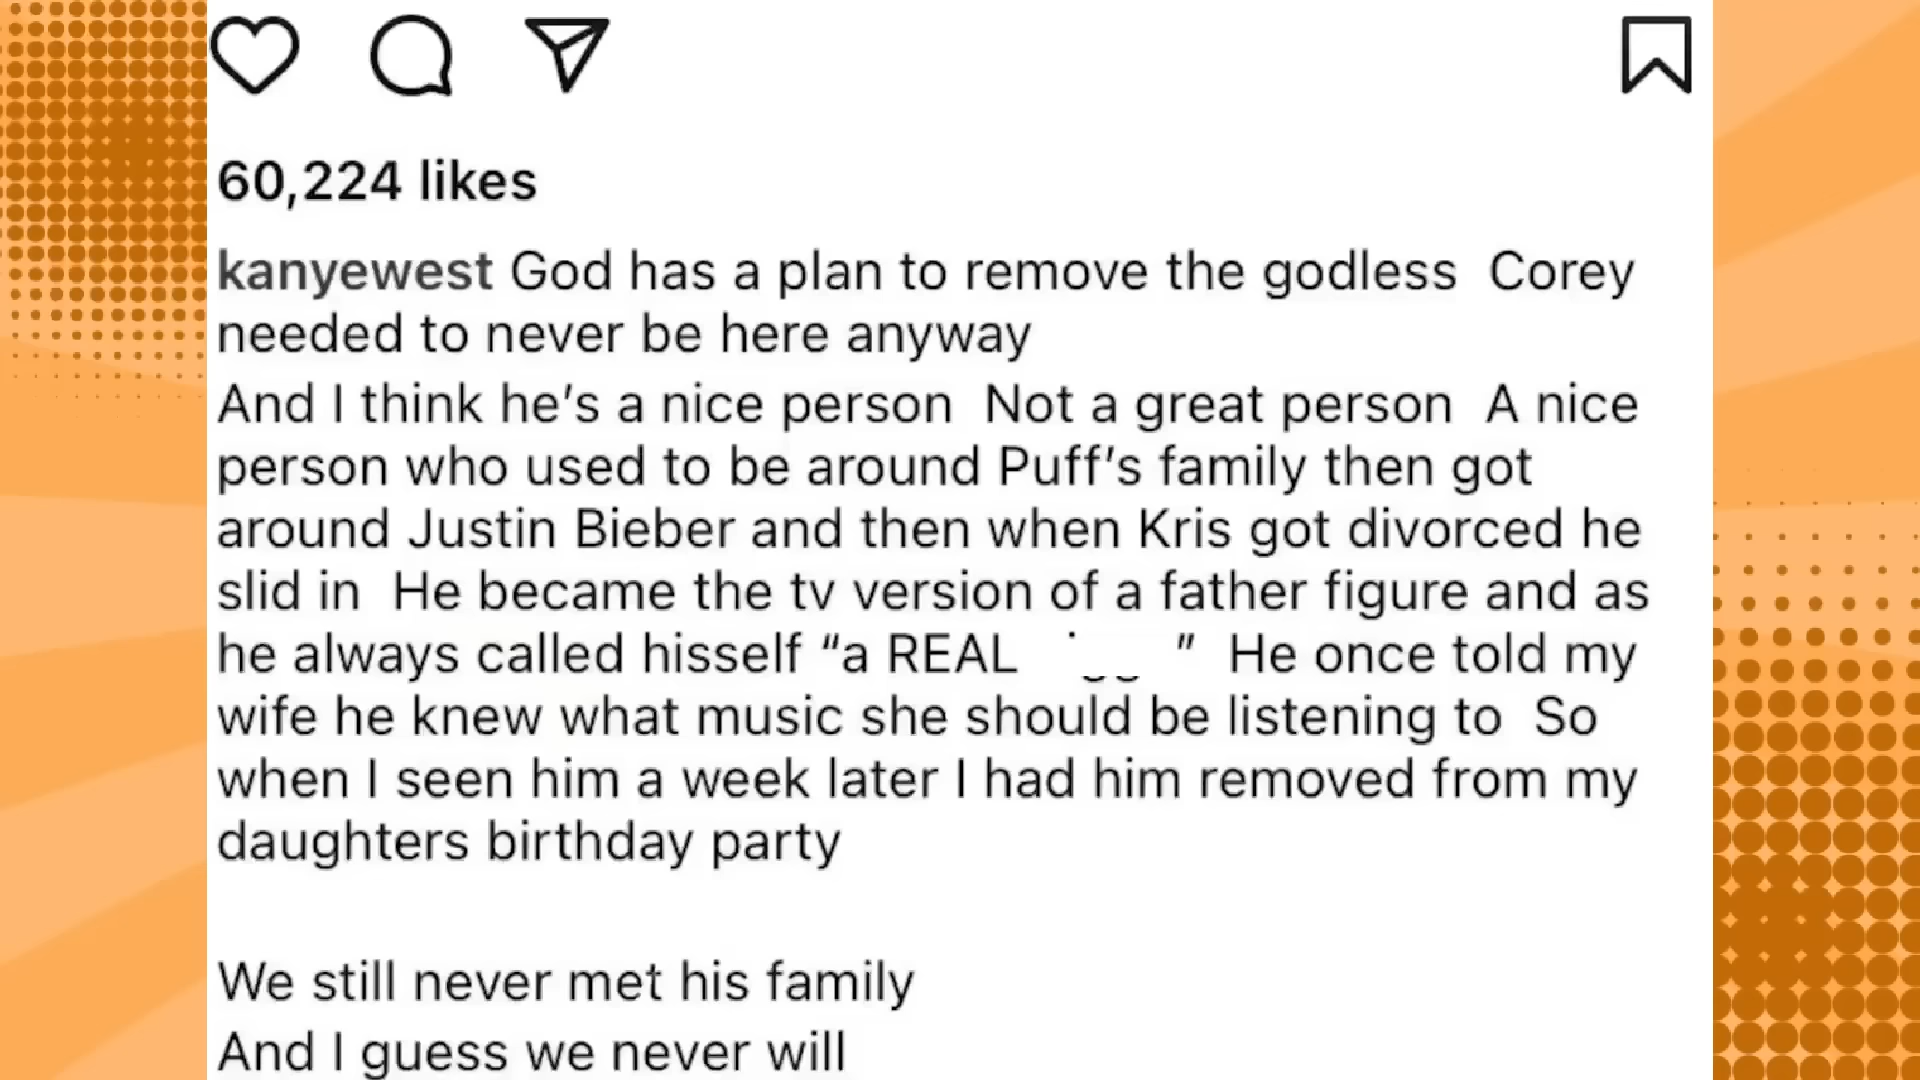 60,224 likes
kanyewest God has a plan to remove the godless  Corey
needed to never be here anyway
And I think he’s a nice person  Not a great person  A nice
person who used to be around Puff’s family then got
around Justin Bieber and then when Kris got divorced he
slid in  He became the tv version of a father figure and as
he always called hisself “a REAL ”  He once told my
wife he knew what music she should be listening to  So
when I seen him a week later I had him removed from my
daughters birthday party
We still never met his family
And I guess we never will